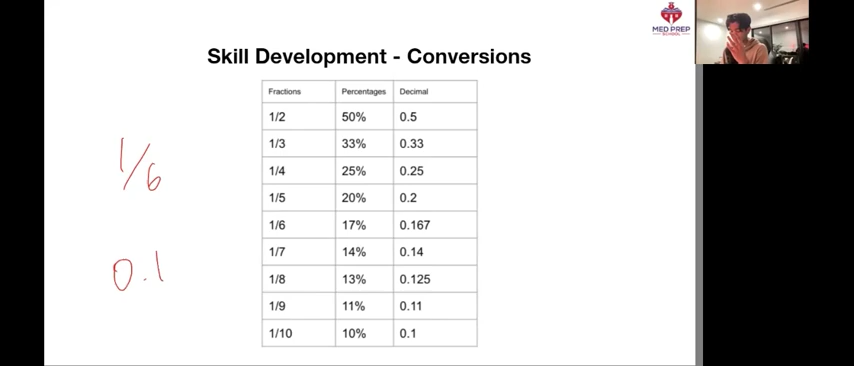 MED PREP
SCHOOL
Skill Development - Conversions
Fractions Percentages Decimal
1/2 50% 0.5
1/3 33% 0.33
1/4 25% 0.25
1/5 20% 0.2
1/6 17% 0.167
1/7 14% 0.14
1/8 13% 0.125
1/9 11% 0.11
1/10 10% 0.1
1/6
0.1